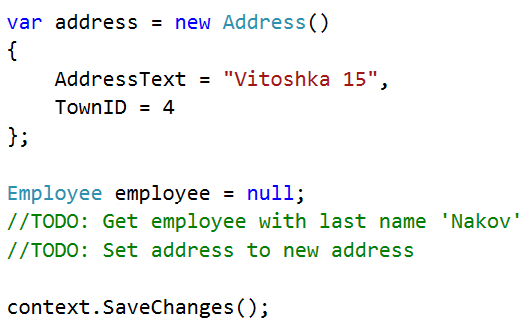 var address = new Address()
{
    AddressText = "Vitoshka 15",
    TownID = 4
};
Employee employee = null;
//TODO: Get employee with last name 'Nakov'
//TODO: Set address to new address
context.SaveChanges();